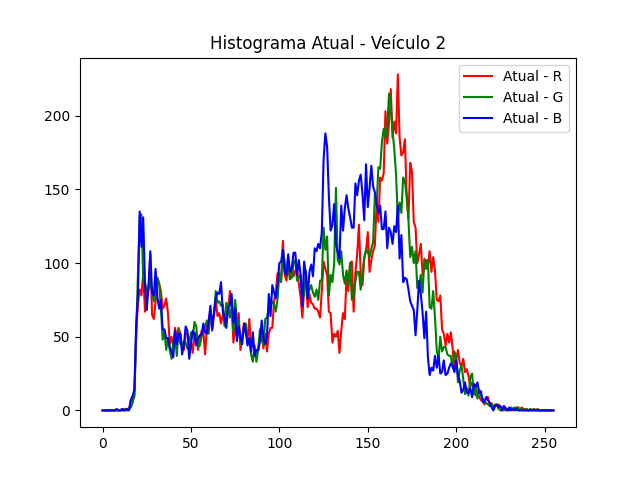 Histograma Atual - Veículo 2
Atual - R
Atual - G
Atual - B
200
150
100
50
0
0 50 100 150 200 250